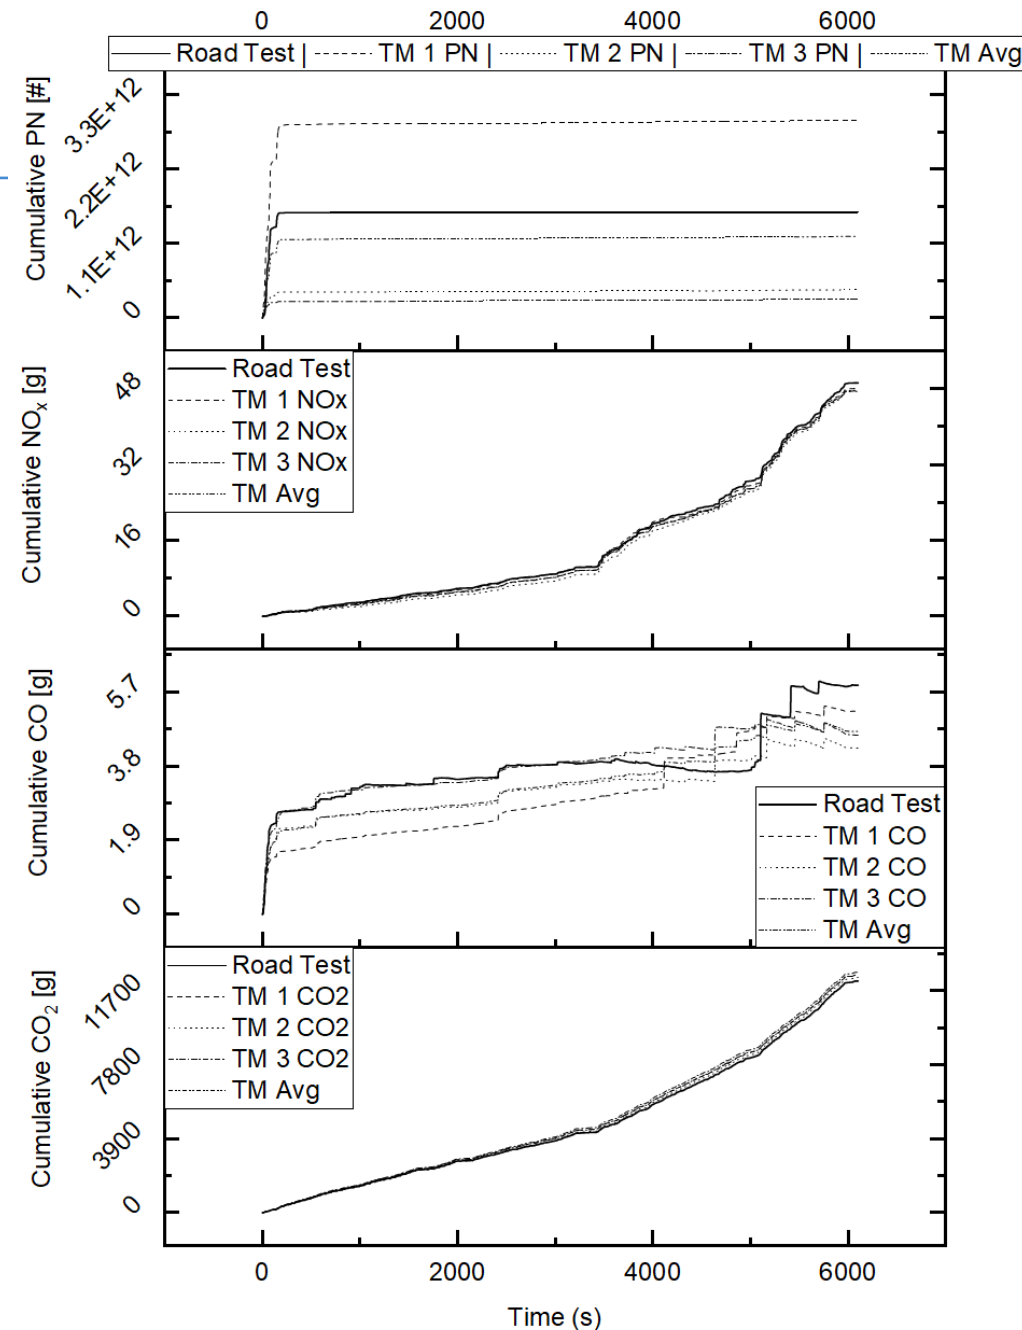 0 2000 4000 6000
Road Test | TM 1 PN | TM 2 PN | TM 3 PN | TM Avg
Cumulative PN [#]
3.3E+12
2.2E+12
1.1E+12
0
Cumulative NOx [g]
48
32
16
0
Road Test
TM 1 NOx
TM 2 NOx
TM 3 NOx
TM Avg
Cumulative CO [g]
5.7
3.8
1.9
0
Road Test
TM 1 CO
TM 2 CO
TM 3 CO
TM Avg
Cumulative CO2 [g]
11700
7800
3900
0
Road Test
TM 1 CO2
TM 2 CO2
TM 3 CO2
TM Avg
0 2000 4000 6000
Time (s)